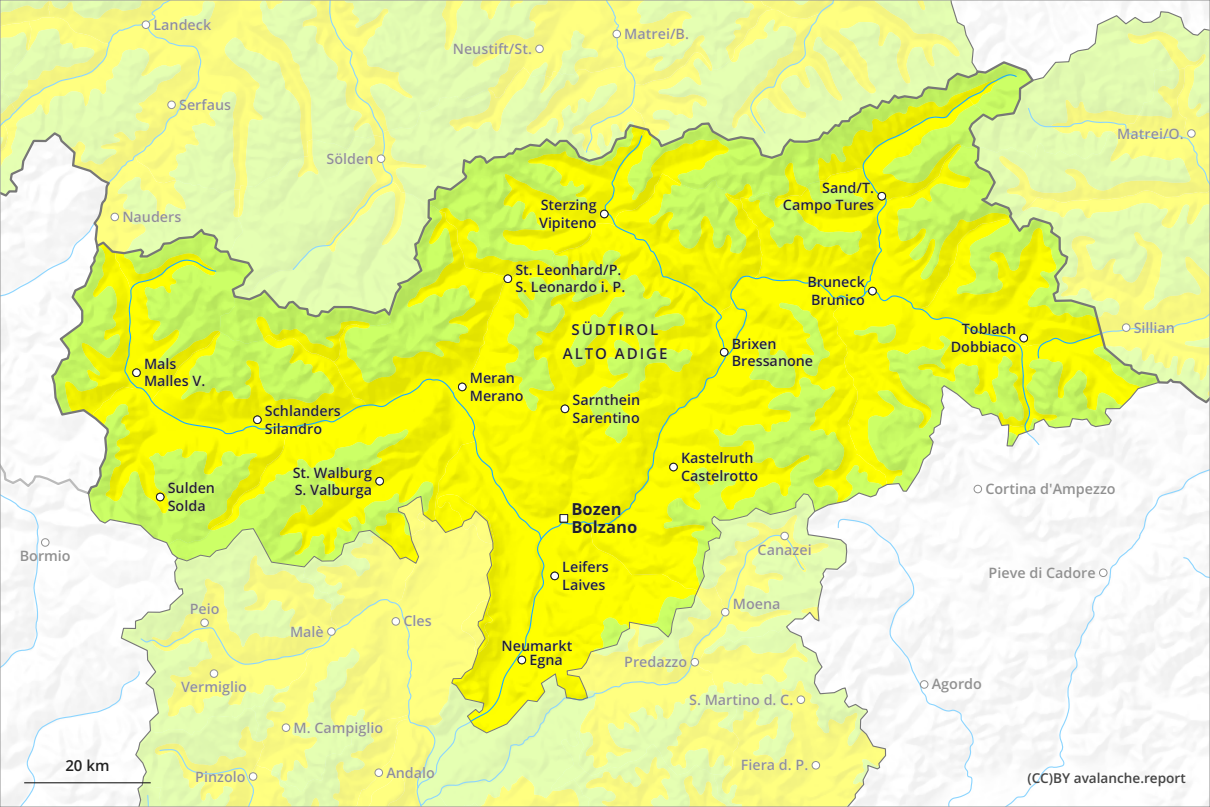 Landeck
Matrei/B.
Neustift/St.
Serfaus
Matrei/O.
Sölden
Sand/T.
Campo Tures
Nauders
Sterzing
Vipiteno
St. Leonhard/P.
S. Leonardo i. P.
Bruneck
Brunico
SÜDTIROL
ALTO ADIGE
Toblach
Dobbiaco
Sillian
Brixen
Bressanone
Mals
Malles V.
Meran
Merano
Schlanders
Silandro
Sarnthein
Sarentino
St. Walburg
S. Valburga
Kastelruth
Castelrotto
Sulden
Solda
Cortina d'Ampezzo
Bozen
Bolzano
Bormio
Canazei
Leifers
Laives
Pieve di Cadore
Peio
Moena
Malè
Cles
Neumarkt
Egna
Predazzo
Vermiglio
Agordo
S. Martino d. C.
M. Campiglio
Fiera d. P.
20 km
Pinzolo
Andalo
(CC)BY avalanche.report